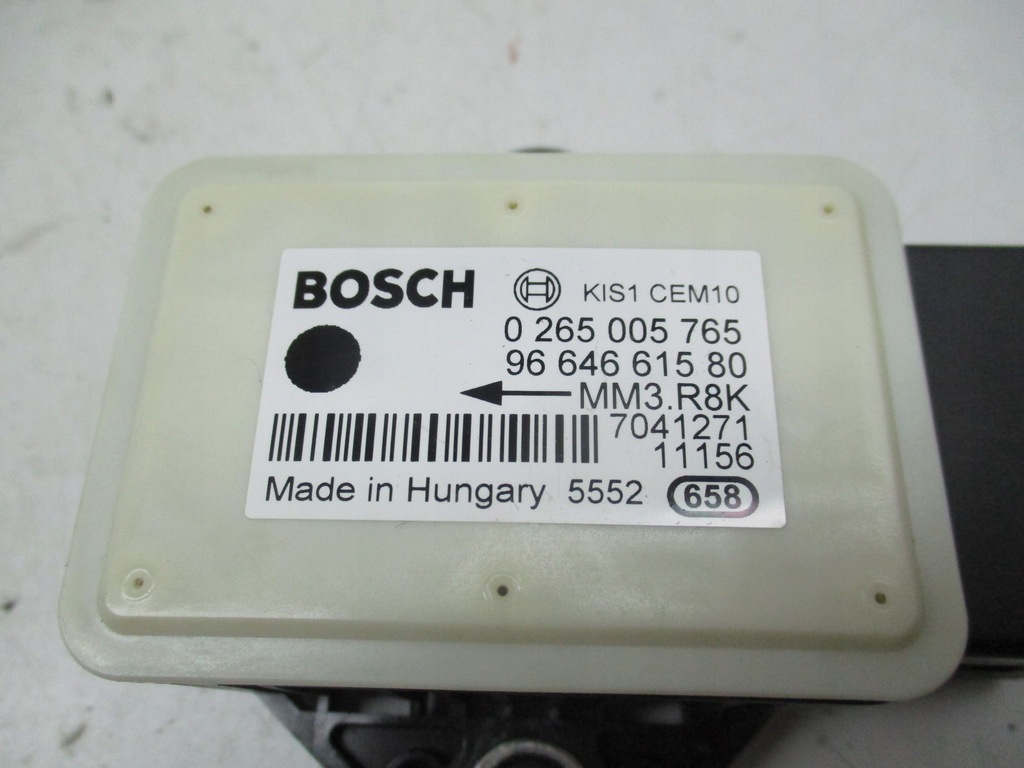 BOSCH KIS1 CEM10
0 265 005 765
96 646 615 80
MM3.R8K
7041271
11156
Made in Hungary 5552 658